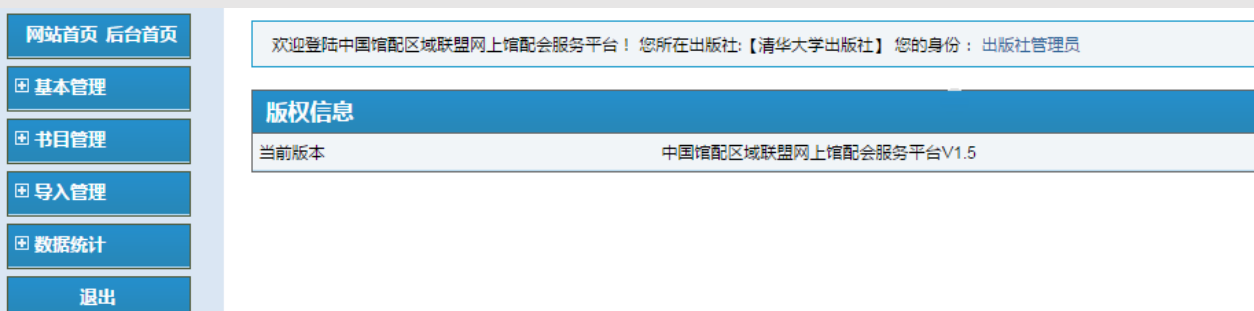 网站首页 后台首页
基本管理
书目管理
导入管理
数据统计
退出
欢迎登陆中国馆配区域联盟网上馆配会服务平台！ 您所在出版社:【清华大学出版社】 您的身份： 出版社管理员
版权信息
当前版本 中国馆配区域联盟网上馆配会服务平台V1.5